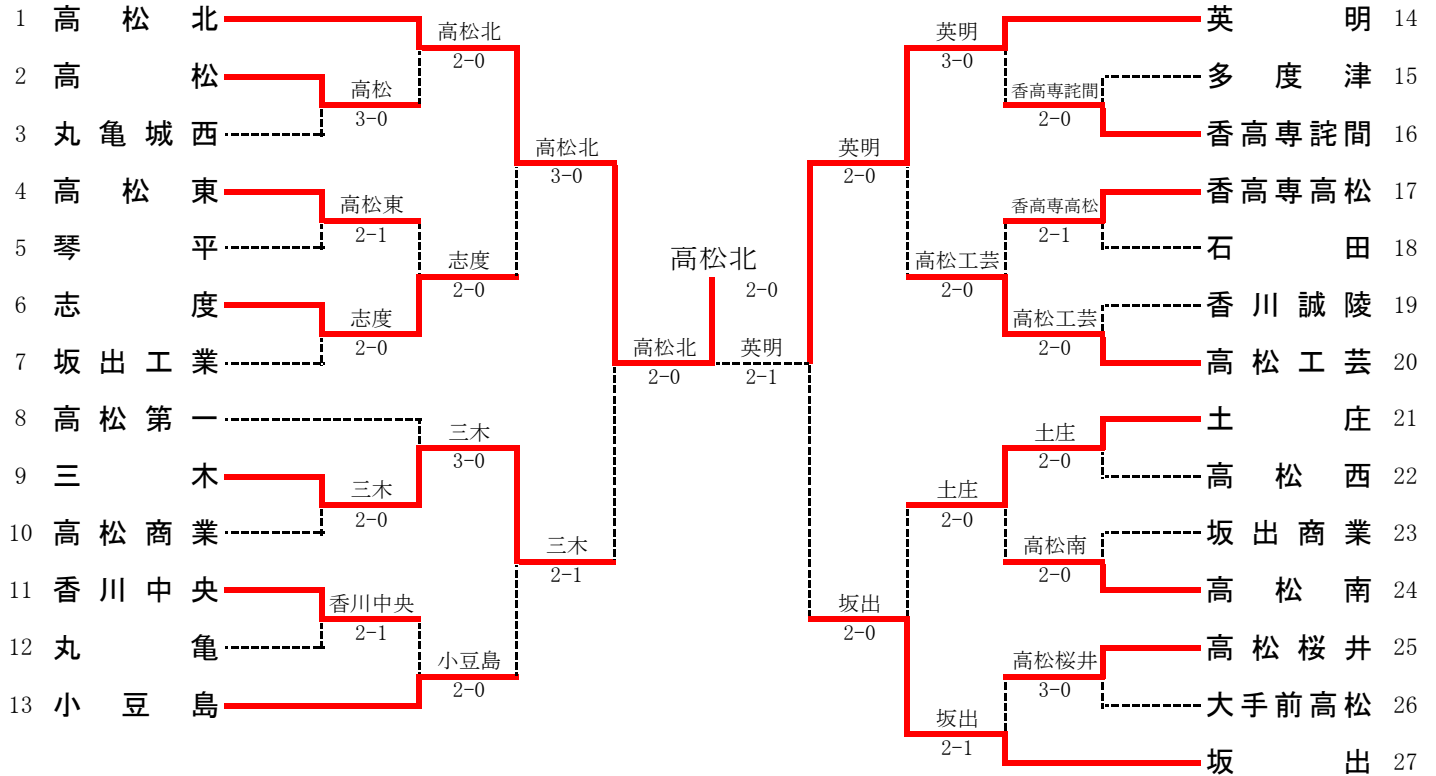 1 高松北
2 高松
3 丸亀城西
4 高松東
5 琴平
6 志度
7 坂出工業
8 高松第一
9 三木
10 高松商業
11 香川中央
12 丸亀
13 小豆島
高松
3-0
高松東
2-1
志度
2-0
三木
2-0
香川中央
2-1
高松北
2-0
志度
2-0
三木
3-0
小豆島
2-0
高松北
3-0
三木
2-1
高松北
2-0
高松北
2-0
英明
2-1
英明
2-0
坂出
2-0
英明
3-0
高松工芸
2-0
土庄
2-0
坂出
2-1
香高専詫間
2-0
香高専高松
2-1
高松工芸
2-0
土庄
2-0
高松南
2-0
高松桜井
3-0
英明 14
多度津 15
香高専詫間 16
香高専高松 17
石田 18
香川誠陵 19
高松工芸 20
土庄 21
高松西 22
坂出商業 23
高松南 24
高松桜井 25
大手前高松 26
坂出 27